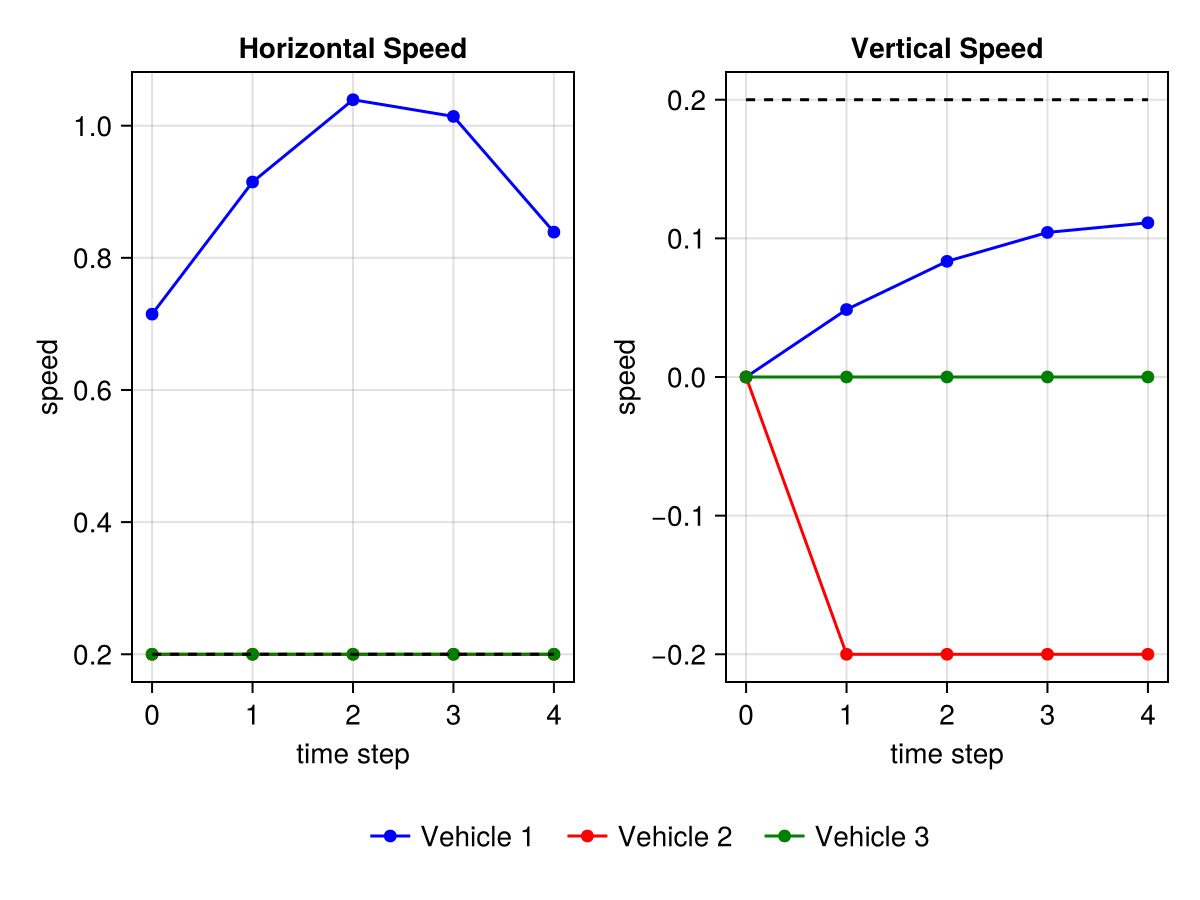 Horizontal Speed
1.0
0.8
0.6
0.4
0.2
speed
0 1 2 3 4
time step
Vertical Speed
0.2
0.1
0.0
−0.1
−0.2
speed
0 1 2 3 4
time step
Vehicle 1 Vehicle 2 Vehicle 3